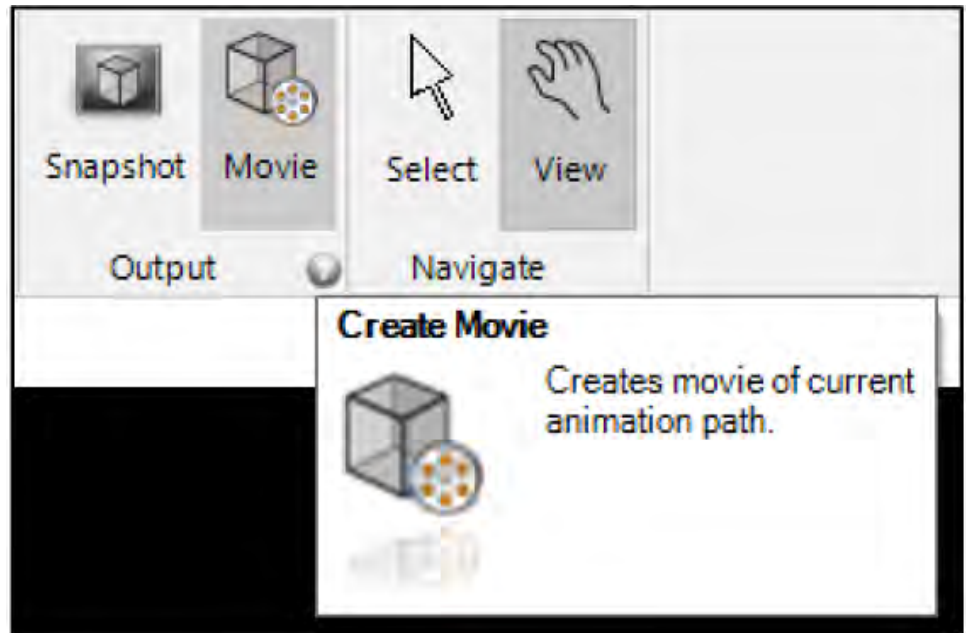 Snapshot Movie Select View
Output Navigate
Create Movie
Creates movie of current
animation path.